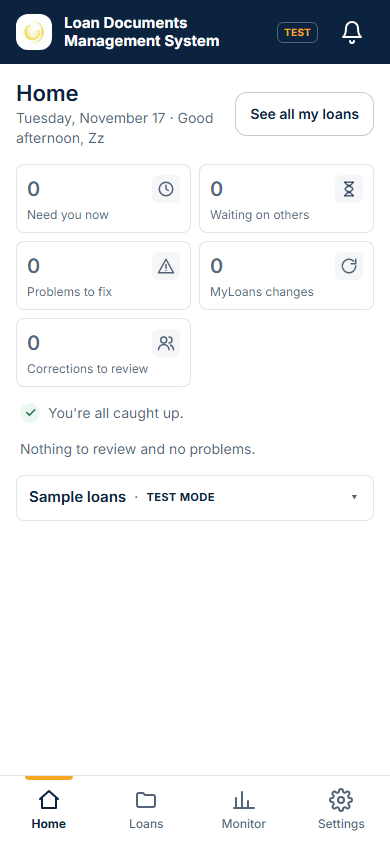 Loan Documents
Management System
TEST
Home
Tuesday, November 17 · Good
afternoon, Zz
See all my loans
0
Need you now
0
Waiting on others
0
Problems to fix
0
MyLoans changes
0
Corrections to review
You're all caught up.
Nothing to review and no problems.
Sample loans · TEST MODE
Home
Loans
Monitor
Settings